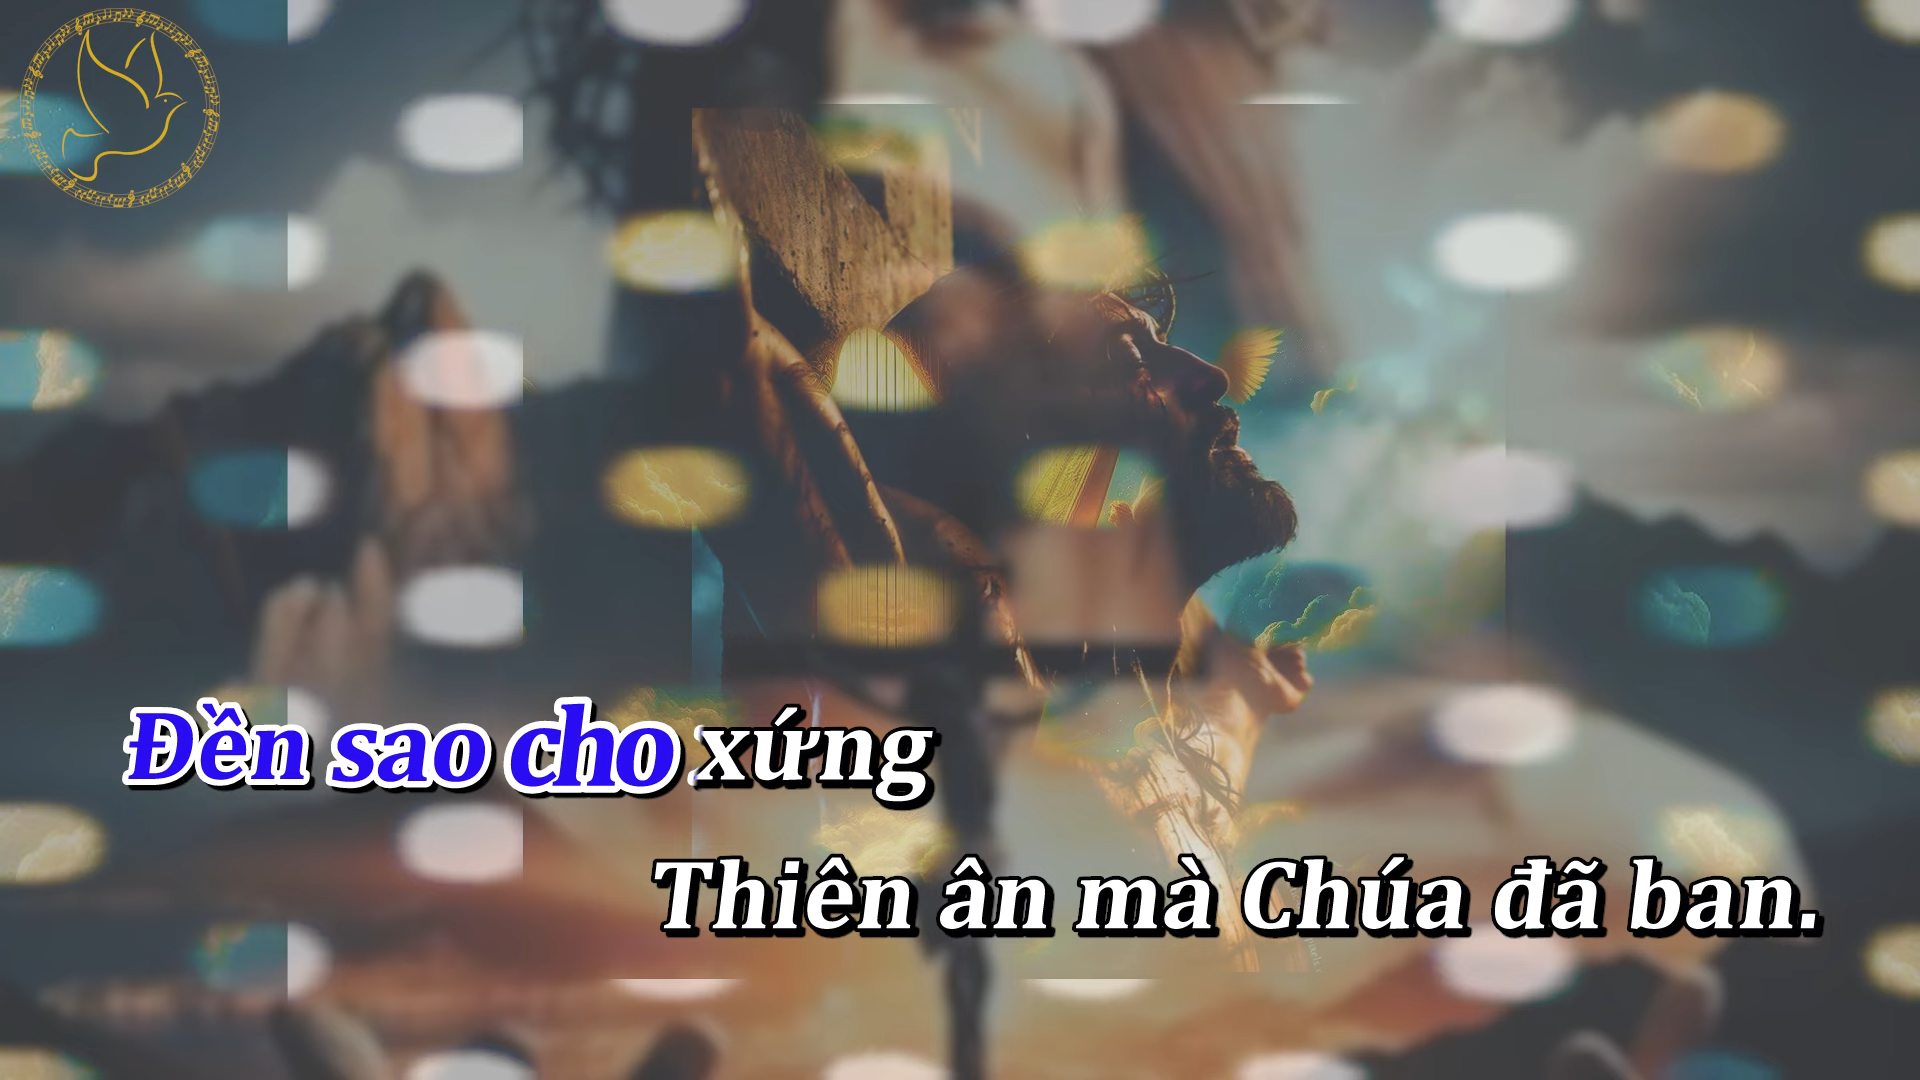 Đền sao cho xứng
Thiên ân mà Chúa đã ban.